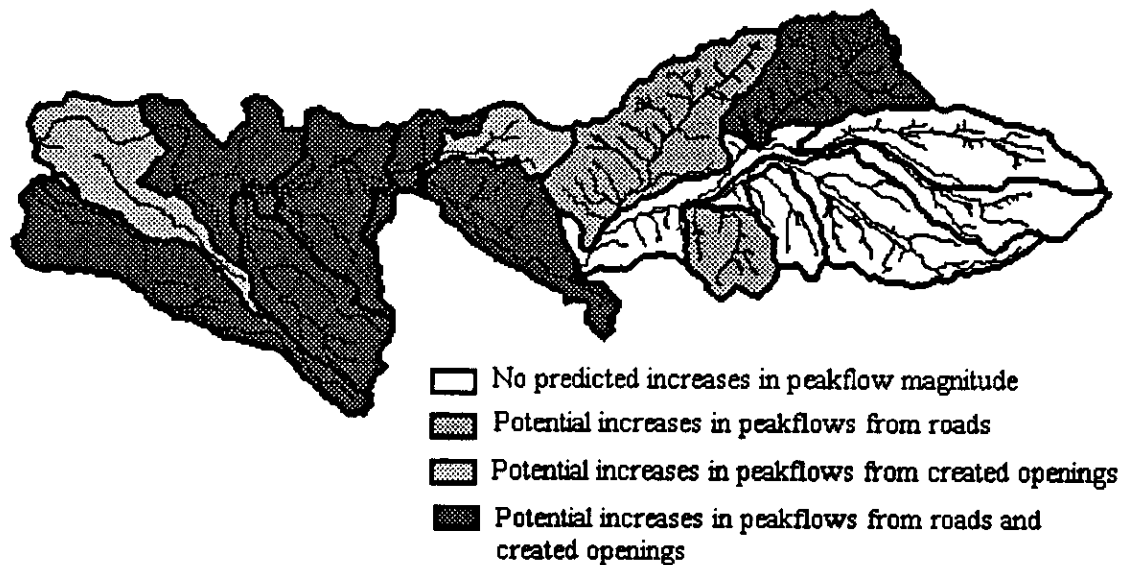 No predicted increases in peakflow magnitude
Potential increases in peakflows from roads
Potential increases in peakflows from created openings
Potential increases in peakflows from roads and
created openings